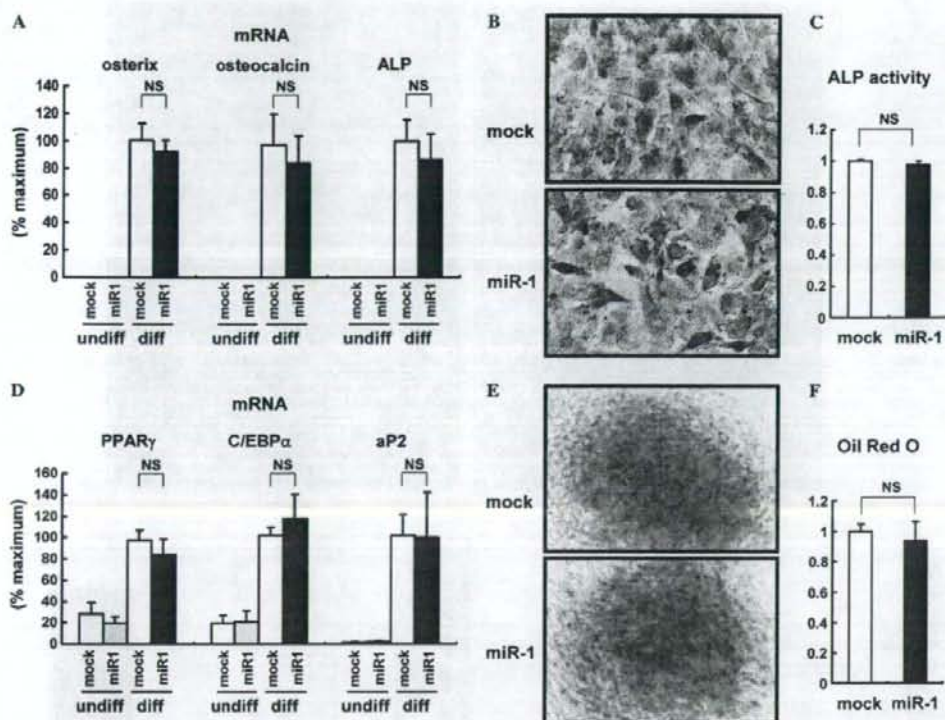 A
mRNA
osterix osteocalcin ALP
NS NS NS
(% maximum)
140
120
100
80
60
40
20
0
mock miR1 mock miR1 mock miR1 mock miR1 mock miR1 mock miR1
undiff diff undiff diff undiff diff
B
mock
miR-1
C
ALP activity
NS
1.2
1
0.8
0.6
0.4
0.2
0
mock miR-1
D
mRNA
PPARγ C/EBPα aP2
NS NS NS
(% maximum)
160
140
120
100
80
60
40
20
0
mock miR1 mock miR1 mock miR1 mock miR1 mock miR1 mock miR1
undiff diff undiff diff undiff diff
E
mock
miR-1
F
Oil Red O
NS
1.2
1
0.8
0.6
0.4
0.2
0
mock miR-1